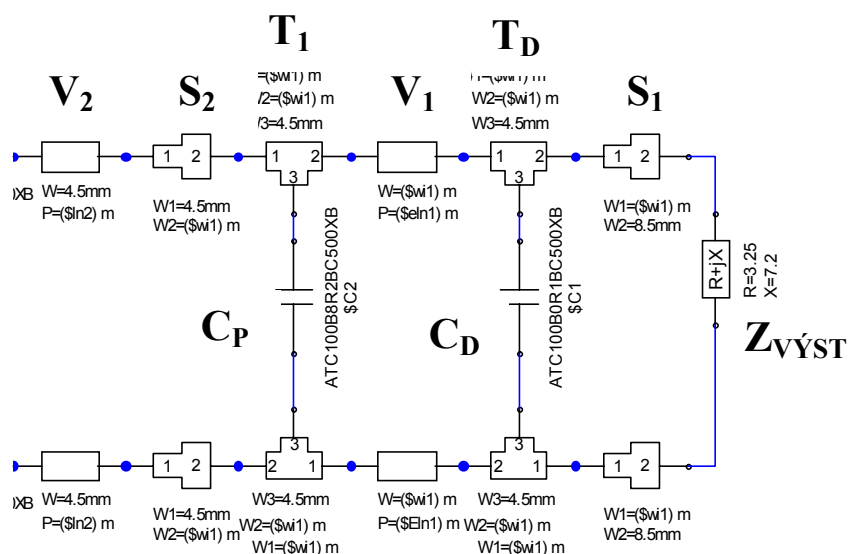 T1
TD
V2
S2
V1
S1
=($wi1) m
W2=($wi1) m
W3=4.5mm
W2=($wi1) m
W3=4.5mm
1 2
1 2
3
1 2
3
1 2
W=4.5mm
P=($ln2) m
W1=4.5mm
W2=($wi1) m
W=($wi1) m
P=($eln1) m
W1=($wi1) m
W2=8.5mm
ATC100B8R2BC500XB
$C2
ATC100B0R1BC500XB
$C1
R+jX
R=3.25
X=7.2
CP
CD
ZVÝST
1 2
3
2 1
3
2 1
1 2
W=4.5mm
P=($ln2) m
W1=4.5mm
W2=($wi1) m
W3=4.5mm
W2=($wi1) m
W1=($wi1) m
W=($wi1) m
P=($Eln1) m
W3=4.5mm
W2=($wi1) m
W1=($wi1) m
W1=($wi1) m
W2=8.5mm